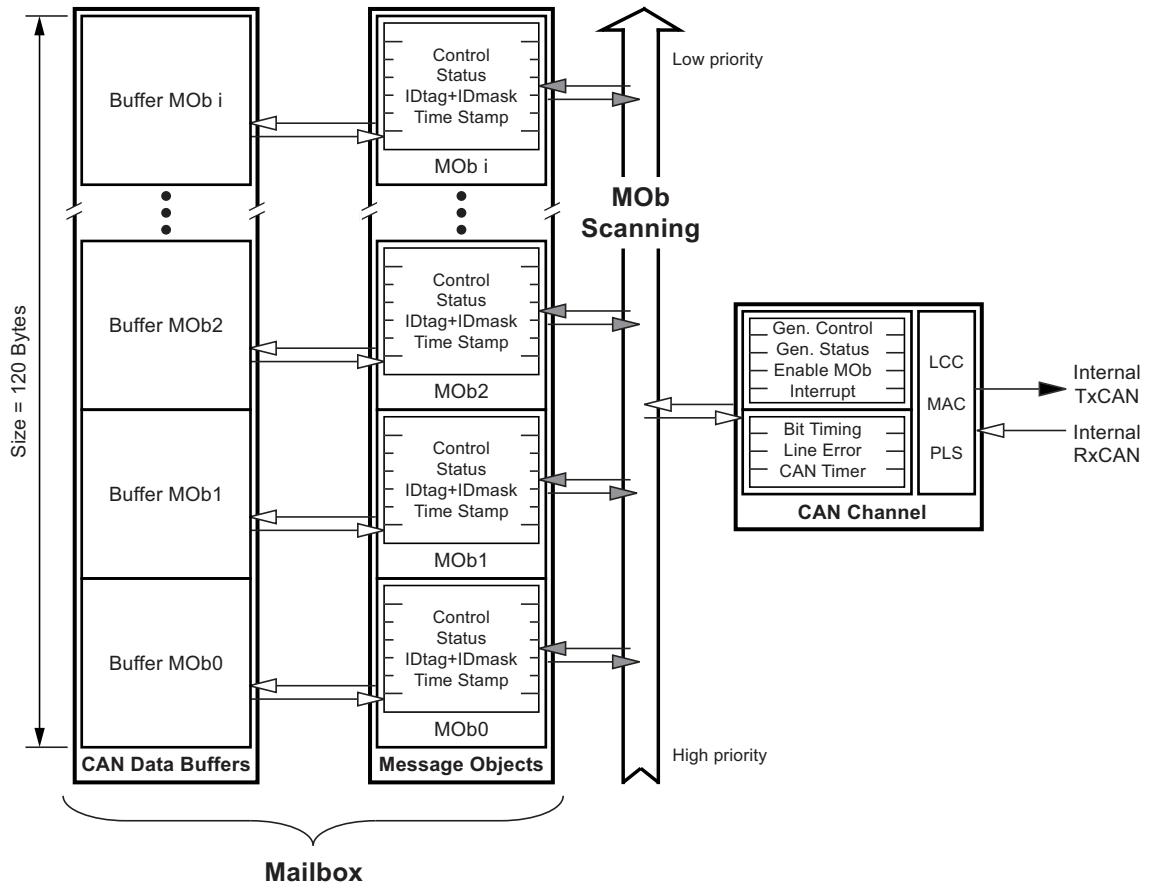 Size = 120 Bytes
Buffer MOb i
Buffer MOb2
Buffer MOb1
Buffer MOb0
CAN Data Buffers
Control
Status
IDtag+IDmask
Time Stamp
MOb i
Control
Status
IDtag+IDmask
Time Stamp
MOb2
Control
Status
IDtag+IDmask
Time Stamp
MOb1
Control
Status
IDtag+IDmask
Time Stamp
MOb0
Message Objects
Mailbox
Low priority
MOb
Scanning
High priority
Gen. Control
Gen. Status
Enable MOb
Interrupt
Bit Timing
Line Error
CAN Timer
LCC
MAC
PLS
CAN Channel
Internal
TxCAN
Internal
RxCAN